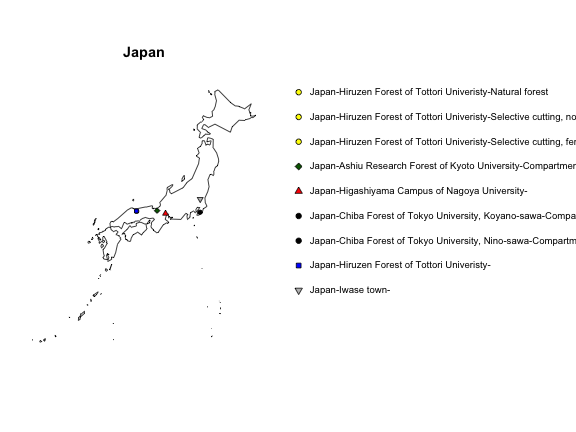 Japan
Japan-Hiruzen Forest of Tottori Univeristy-Natural forest
Japan-Hiruzen Forest of Tottori Univeristy-Selective cutting, no
Japan-Hiruzen Forest of Tottori Univeristy-Selective cutting, fer
Japan-Ashiu Research Forest of Kyoto University-Compartmer
Japan-Higashiyama Campus of Nagoya University-
Japan-Chiba Forest of Tokyo University, Koyano-sawa-Compa
Japan-Chiba Forest of Tokyo University, Nino-sawa-Compartm
Japan-Hiruzen Forest of Tottori Univeristy-
Japan-Iwase town-